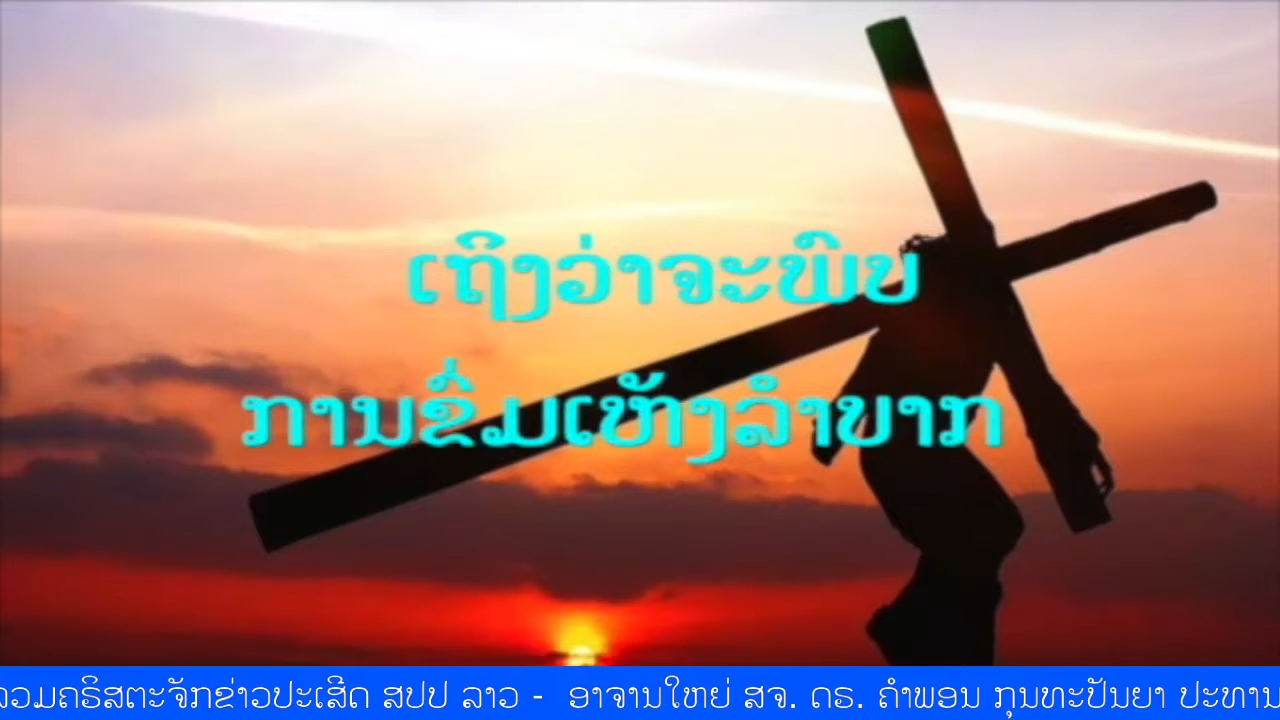 ເຖິງວ່າຈະພົບ
ການຂົ່ມເຫັງລຳບາກ
ລວມຄຣິສຕະຈັກຂ່າວປະເສີດ ສປປ ລາວ - ອາຈານໃຫຍ່ ສຈ. ດຣ. ຄຳພອນ ກຸນທະປັນຍາ ປະທານ